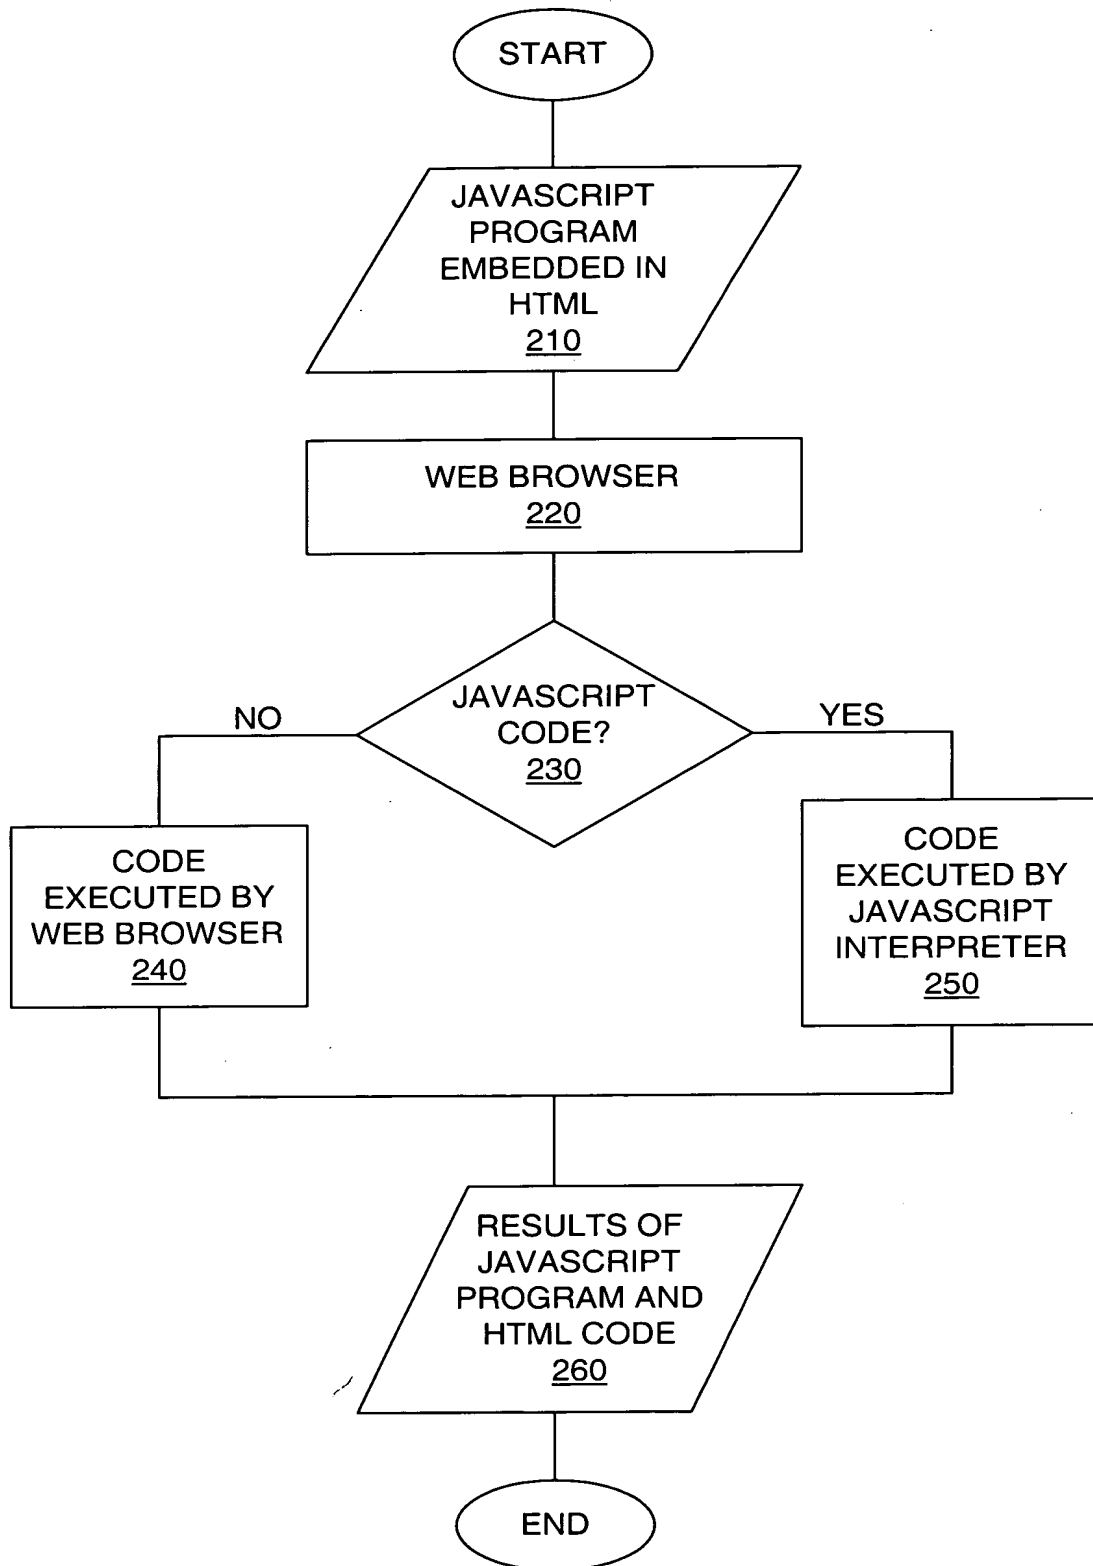 START
JAVASCRIPT
PROGRAM
EMBEDDED IN
HTML
210
WEB BROWSER
220
JAVASCRIPT
CODE?
230
NO
YES
CODE
EXECUTED BY
WEB BROWSER
240
CODE
EXECUTED BY
JAVASCRIPT
INTERPRETER
250
RESULTS OF
JAVASCRIPT
PROGRAM AND
HTML CODE
260
END